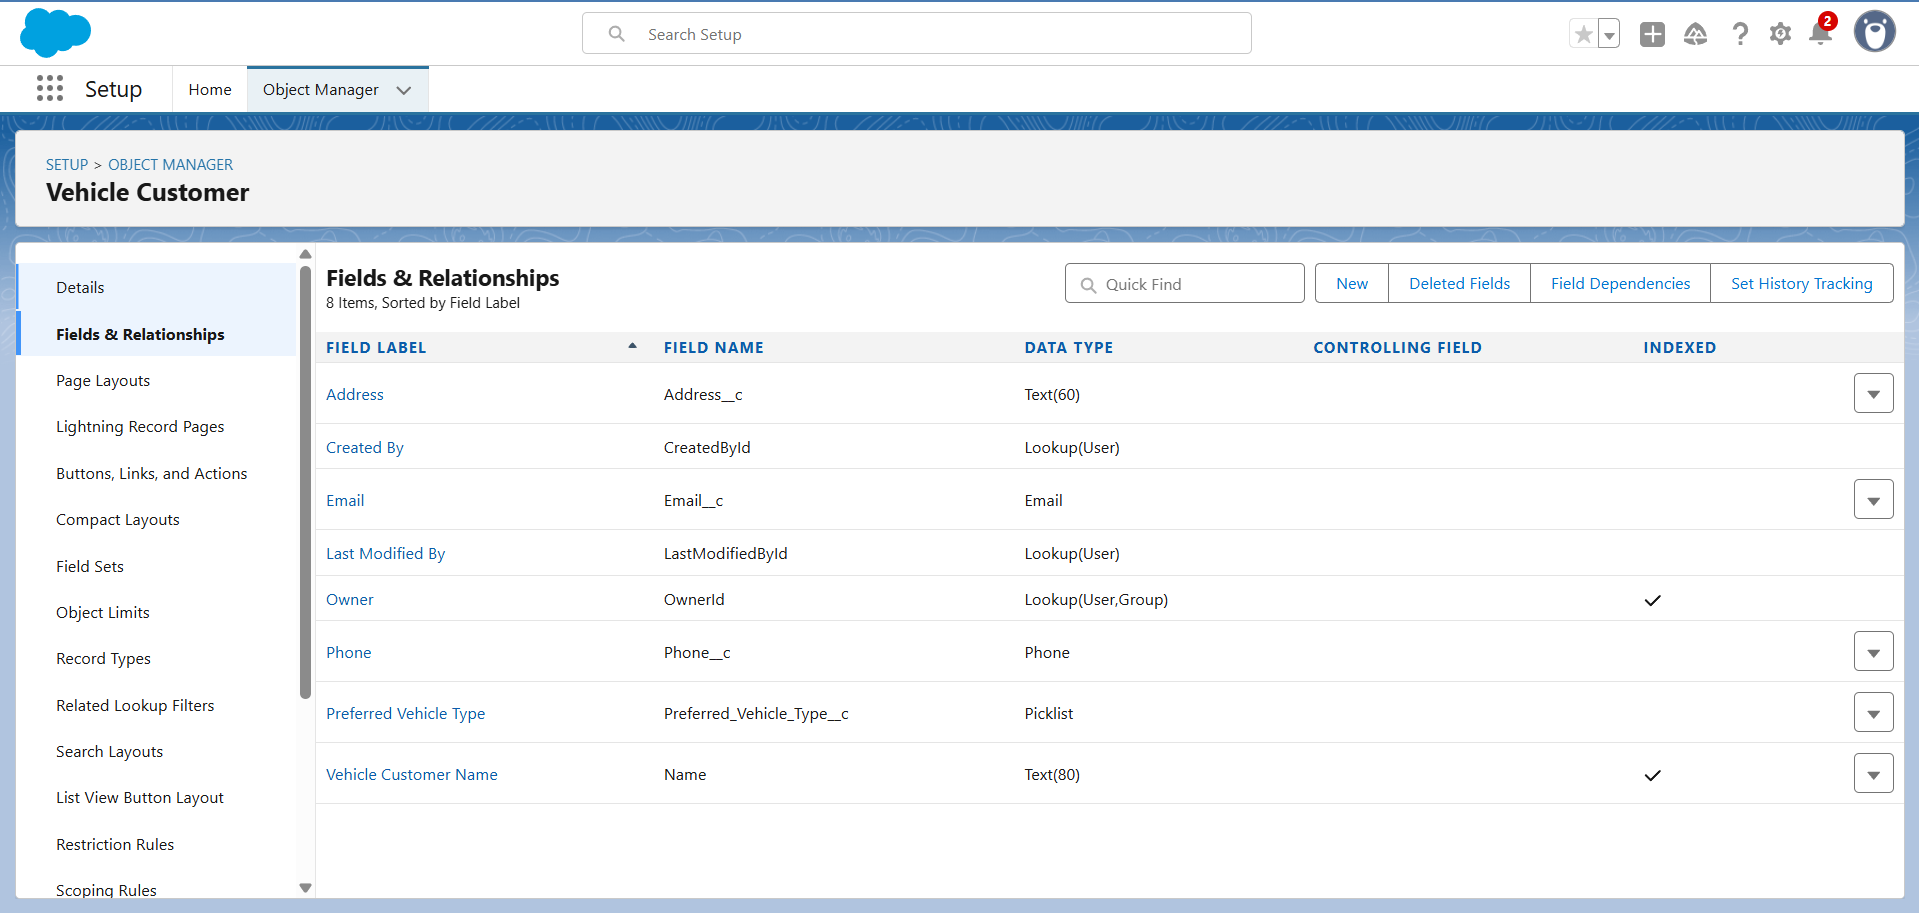 Search Setup
2
Setup
Home
Object Manager
SETUP > OBJECT MANAGER
Vehicle Customer
Details
Fields & Relationships
Page Layouts
Lightning Record Pages
Buttons, Links, and Actions
Compact Layouts
Field Sets
Object Limits
Record Types
Related Lookup Filters
Search Layouts
List View Button Layout
Restriction Rules
Scoping Rules
Fields & Relationships
8 Items, Sorted by Field Label
Quick Find
New
Deleted Fields
Field Dependencies
Set History Tracking
FIELD LABEL FIELD NAME DATA TYPE CONTROLLING FIELD INDEXED
Address Address__c Text(60)
Created By CreatedById Lookup(User)
Email Email__c Email
Last Modified By LastModifiedById Lookup(User)
Owner OwnerId Lookup(User,Group)
Phone Phone__c Phone
Preferred Vehicle Type Preferred_Vehicle_Type__c Picklist
Vehicle Customer Name Name Text(80)